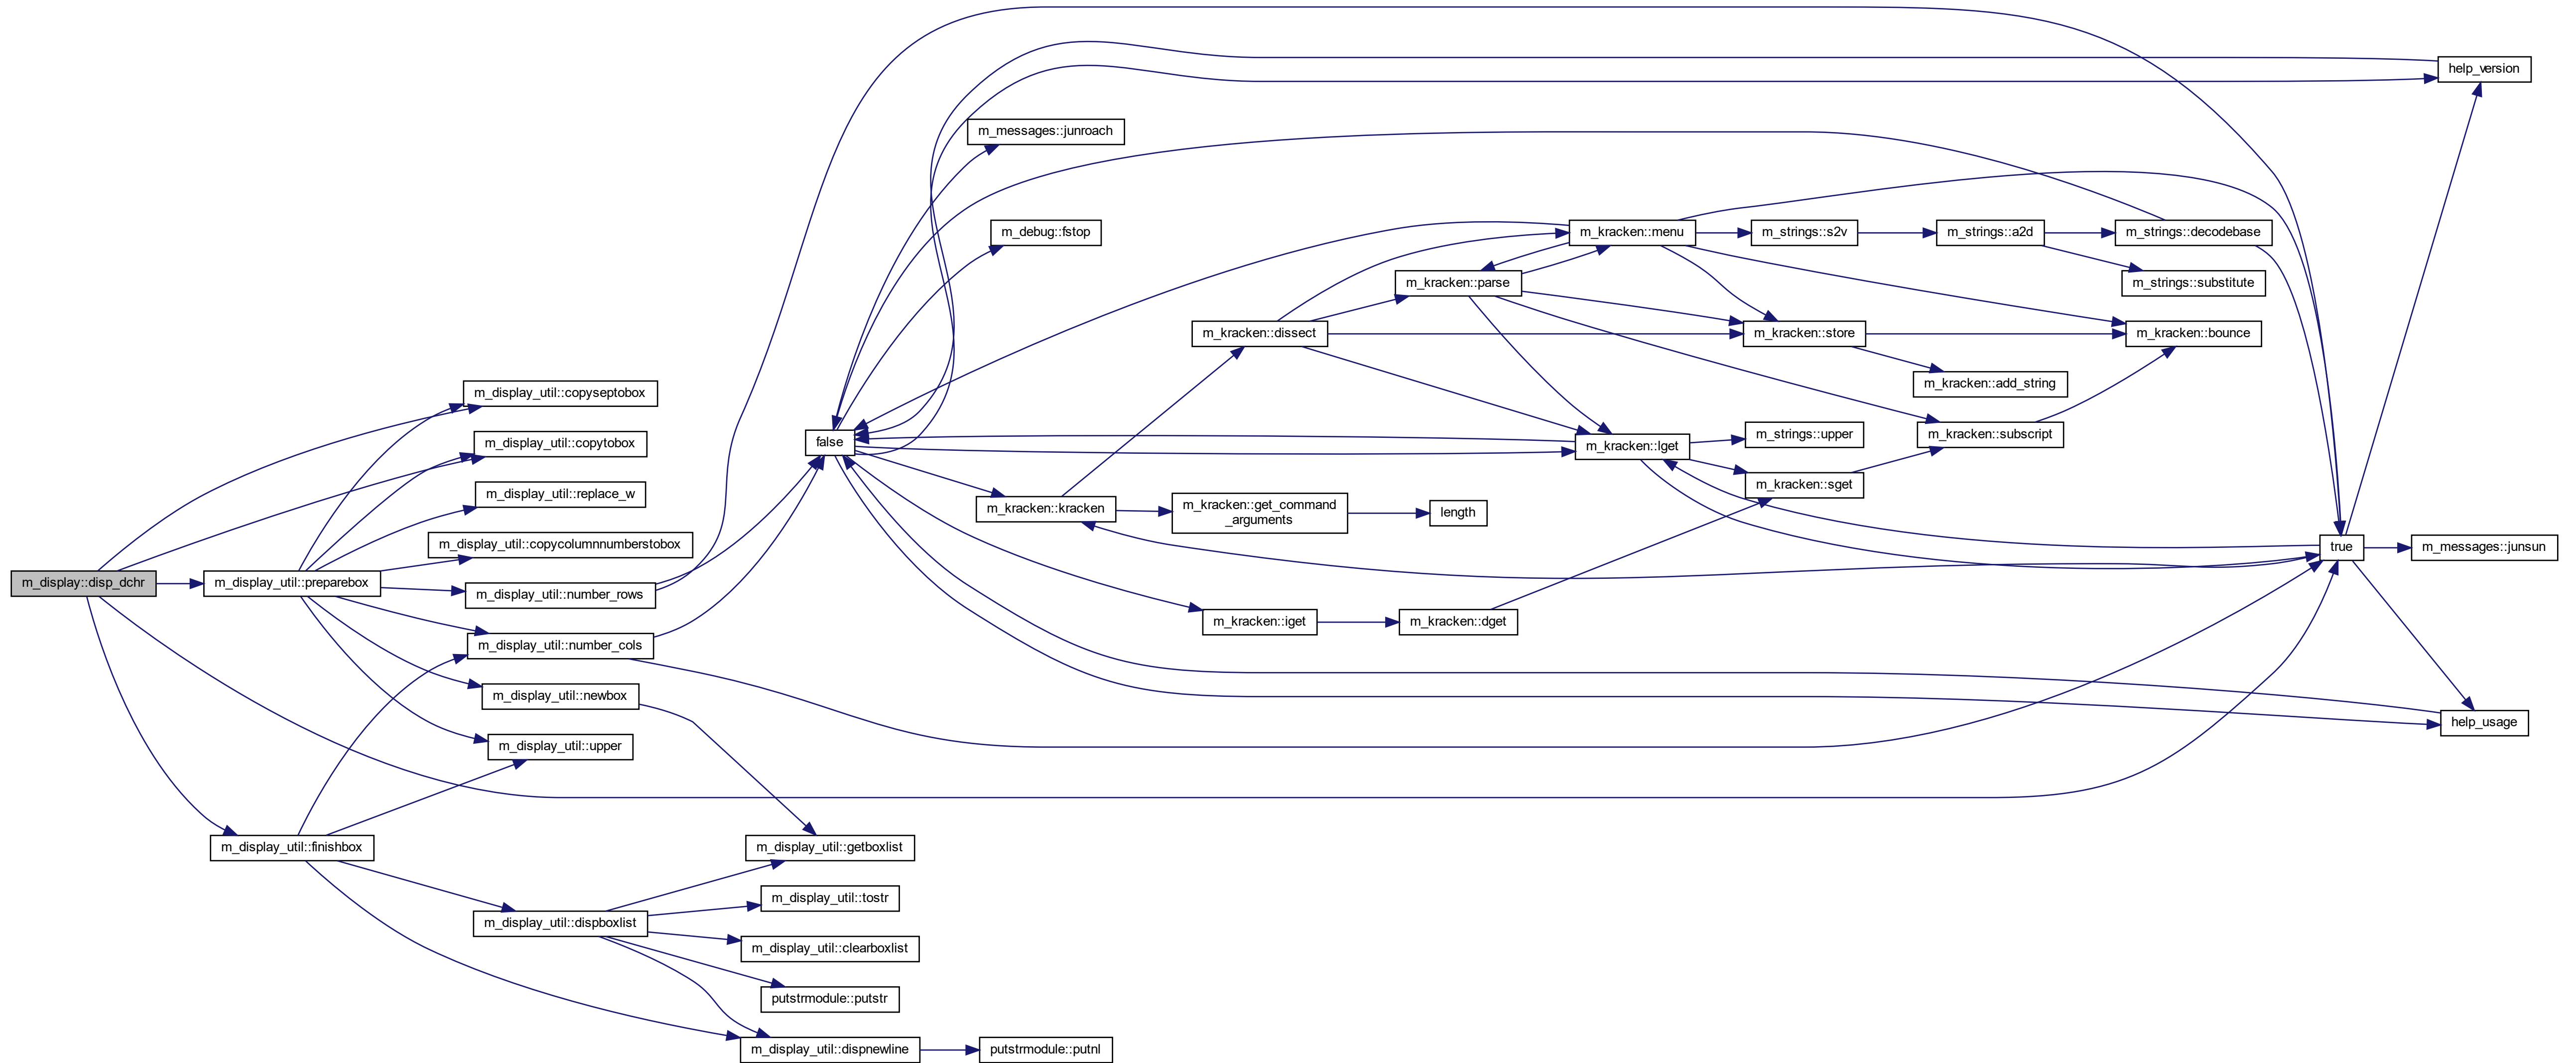 help_version
m_messages::junroach
m_debug::fstop
m_kracken::menu
m_strings::s2v
m_strings::a2d
m_strings::decodebase
m_kracken::parse
m_strings::substitute
m_kracken::dissect
m_kracken::store
m_kracken::bounce
m_display_util::copyseptobox
m_kracken::add_string
m_display_util::copytobox
false
m_kracken::lget
m_strings::upper
m_kracken::subscript
m_display_util::replace_w
m_kracken::kracken
m_kracken::get_command
_arguments
length
m_kracken::sget
m_display_util::copycolumnnumberstobox
true
m_messages::junsun
m_display::disp_dchr
m_display_util::preparebox
m_display_util::number_rows
m_kracken::iget
m_kracken::dget
m_display_util::number_cols
m_display_util::newbox
help_usage
m_display_util::upper
m_display_util::finishbox
m_display_util::getboxlist
m_display_util::tostr
m_display_util::dispboxlist
m_display_util::clearboxlist
putstrmodule::putstr
m_display_util::dispnewline
putstrmodule::putnl